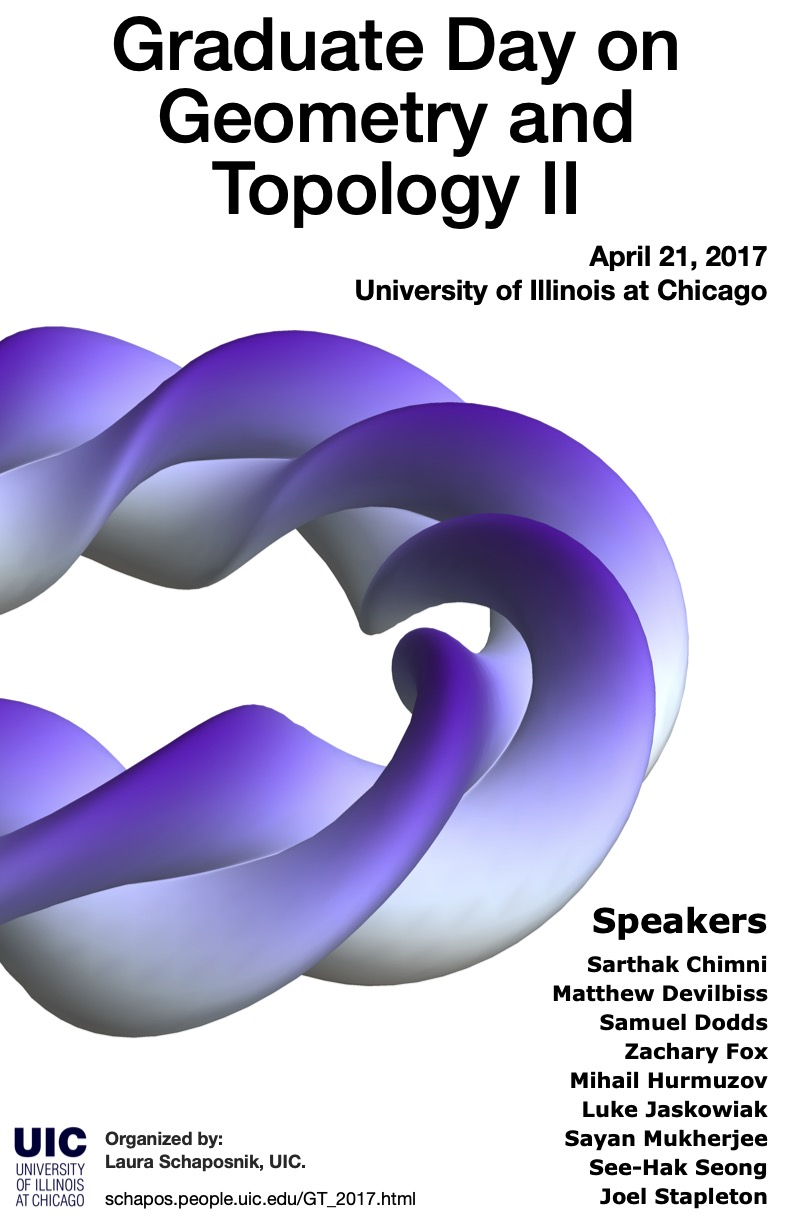 Graduate Day on
Geometry and
Topology II
April 21, 2017
University of Illinois at Chicago
Speakers
Sarthak Chimni
Matthew Devilbiss
Samuel Dodds
Zachary Fox
Mihail Hurmuzov
Luke Jaskowiak
Sayan Mukherjee
See-Hak Seong
Joel Stapleton
UIC
UNIVERSITY
OF ILLINOIS
AT CHICAGO
Organized by:
Laura Schaposnik, UIC.
schapos.people.uic.edu/GT_2017.html